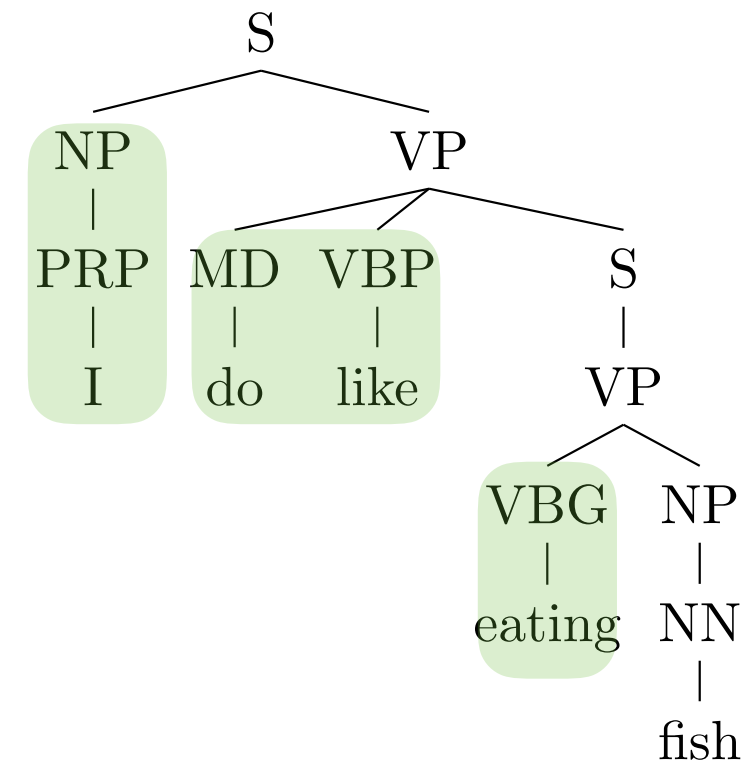 S
NP VP
PRP MD VBP S
I do like VP
VBG NP
eating NN
fish